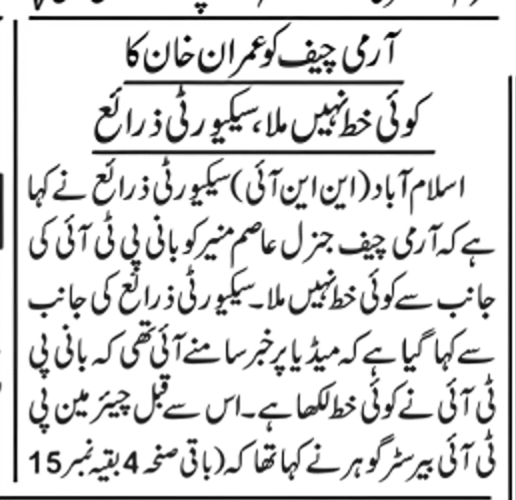 آرمی چیف کو عمران خان کا
کوئی خط نہیں ملا، سیکیورٹی ذرائع
اسلام آباد (این این آئی) سیکیورٹی ذرائع نے کہا
ہے کہ آرمی چیف جنرل عاصم منیر کو بانی پی ٹی آئی کی
جانب سے کوئی خط نہیں ملا۔ سیکیورٹی ذرائع کی جانب
سے کہا گیا ہے کہ میڈیا پر خبر سامنے آئی تھی کہ بانی پی
ٹی آئی نے کوئی خط لکھا ہے۔ اس سے قبل چیئرمین پی
ٹی آئی بیرسٹر گوہر نے کہا تھا کہ (باقی صفحہ 4 بقیہ نمبر 15